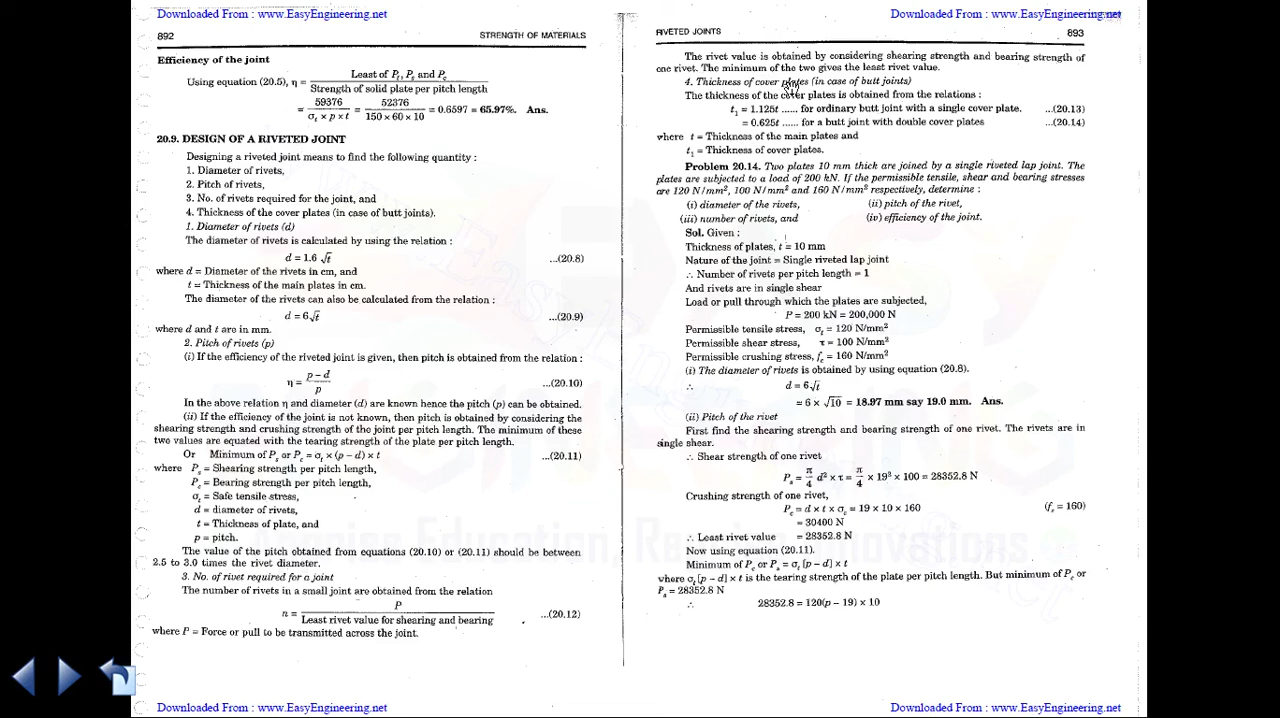 Downloaded From : www.EasyEngineering.net
Downloaded From : www.EasyEngineering.net
892
STRENGTH OF MATERIALS
Efficiency of the joint
Using equation (20.5), η = Least of Pt, Ps and Pc / Strength of solid plate per pitch length
= 59376 / σt × p × t = 52376 / 150 × 60 × 10 = 0.6597 = 65.97%. Ans.
20.9. DESIGN OF A RIVETED JOINT
Designing a riveted joint means to find the following quantity :
1. Diameter of rivets,
2. Pitch of rivets,
3. No. of rivets required for the joint, and
4. Thickness of the cover plates (in case of butt joints).
1. Diameter of rivets (d)
The diameter of rivets is calculated by using the relation :
d = 1.6 √t ...(20.8)
where d = Diameter of the rivets in cm, and
t = Thickness of the main plates in cm.
The diameter of the rivets can also be calculated from the relation :
d = 6√t ...(20.9)
where d and t are in mm.
2. Pitch of rivets (p)
(i) If the efficiency of the riveted joint is given, then pitch is obtained from the relation :
η = p – d / p ...(20.10)
In the above relation η and diameter (d) are known hence the pitch (p) can be obtained.
(ii) If the efficiency of the joint is not known, then pitch is obtained by considering the
shearing strength and crushing strength of the joint per pitch length. The minimum of these
two values are equated with the tearing strength of the plate per pitch length.
Or Minimum of Ps or Pc = σt × (p – d) × t ...(20.11)
where Ps = Shearing strength per pitch length,
Pc = Bearing strength per pitch length,
σt = Safe tensile stress,
d = diameter of rivets,
t = Thickness of plate, and
p = pitch.
The value of the pitch obtained from equations (20.10) or (20.11) should be between
2.5 to 3.0 times the rivet diameter.
3. No. of rivet required for a joint
The number of rivets in a small joint are obtained from the relation
n = P / Least rivet value for shearing and bearing ...(20.12)
where P = Force or pull to be transmitted across the joint.
RIVETED JOINTS
893
The rivet value is obtained by considering shearing strength and bearing strength of
one rivet. The minimum of the two gives the least rivet value.
4. Thickness of cover plates (in case of butt joints)
The thickness of the cover plates is obtained from the relations :
t1 = 1.125t ...... for ordinary butt joint with a single cover plate. ...(20.13)
= 0.625t ...... for a butt joint with double cover plates ...(20.14)
where t = Thickness of the main plates and
t1 = Thickness of cover plates.
Problem 20.14. Two plates 10 mm thick are joined by a single riveted lap joint. The
plates are subjected to a load of 200 kN. If the permissible tensile, shear and bearing stresses
are 120 N/mm², 100 N/mm² and 160 N/mm² respectively, determine :
(i) diameter of the rivets, (ii) pitch of the rivet,
(iii) number of rivets, and (iv) efficiency of the joint.
Sol. Given :
Thickness of plates, t = 10 mm
Nature of the joint = Single riveted lap joint
∴ Number of rivets per pitch length = 1
And rivets are in single shear
Load or pull through which the plates are subjected,
P = 200 kN = 200,000 N
Permissible tensile stress, σt = 120 N/mm²
Permissible shear stress, τ = 100 N/mm²
Permissible crushing stress, fc = 160 N/mm²
(i) The diameter of rivets is obtained by using equation (20.8).
∴ d = 6√t
= 6 × √10 = 18.97 mm say 19.0 mm. Ans.
(ii) Pitch of the rivet
First find the shearing strength and bearing strength of one rivet. The rivets are in
single shear.
∴ Shear strength of one rivet
Ps = π/4 d² × τ = π/4 × 19² × 100 = 28352.8 N
Crushing strength of one rivet,
Pc = d × t × σc = 19 × 10 × 160 (fc = 160)
= 30400 N
∴ Least rivet value = 28352.8 N
Now using equation (20.11).
Minimum of Pc or Ps = σt [p – d] × t
where σt [p – d] × t is the tearing strength of the plate per pitch length. But minimum of Pc or
Ps = 28352.8 N
∴ 28352.8 = 120(p – 19) × 10
Downloaded From : www.EasyEngineering.net
Downloaded From : www.EasyEngineering.net